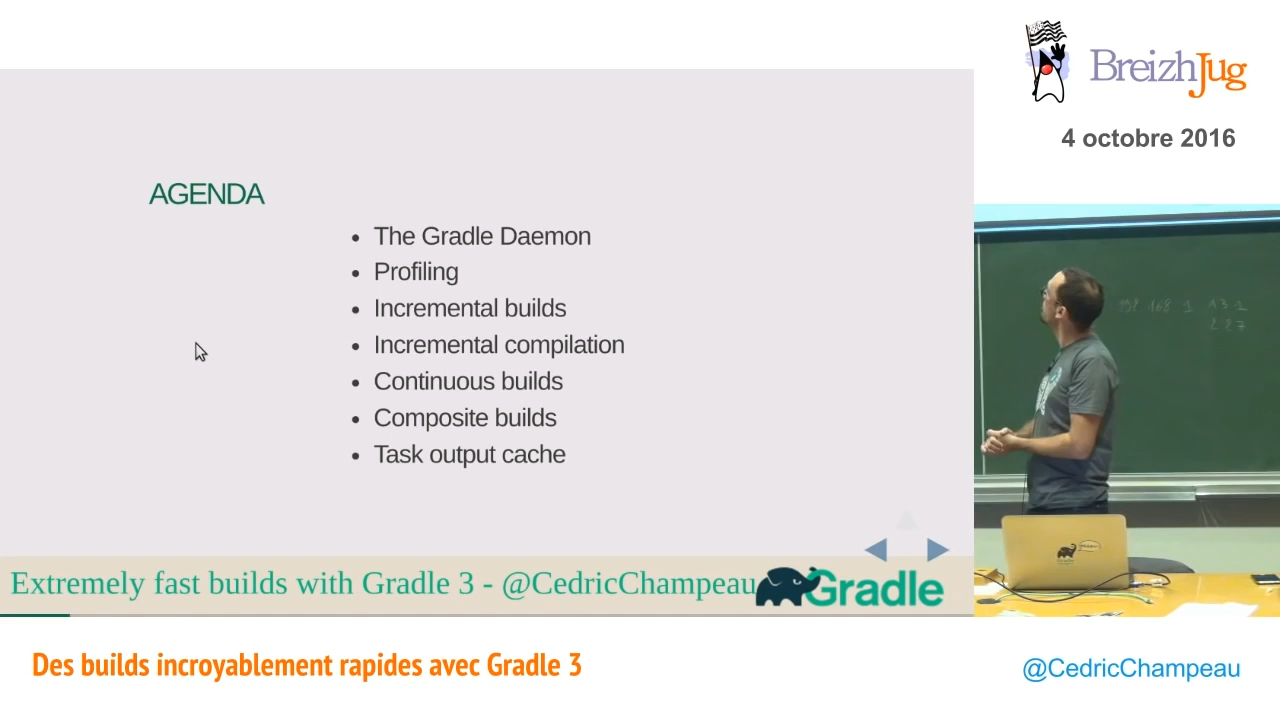 BreizhJug
4 octobre 2016
AGENDA
The Gradle Daemon
Profiling
Incremental builds
Incremental compilation
Continuous builds
Composite builds
Task output cache
Extremely fast builds with Gradle 3 - @CedricChampeau
Gradle
Des builds incroyablement rapides avec Gradle 3
@CedricChampeau